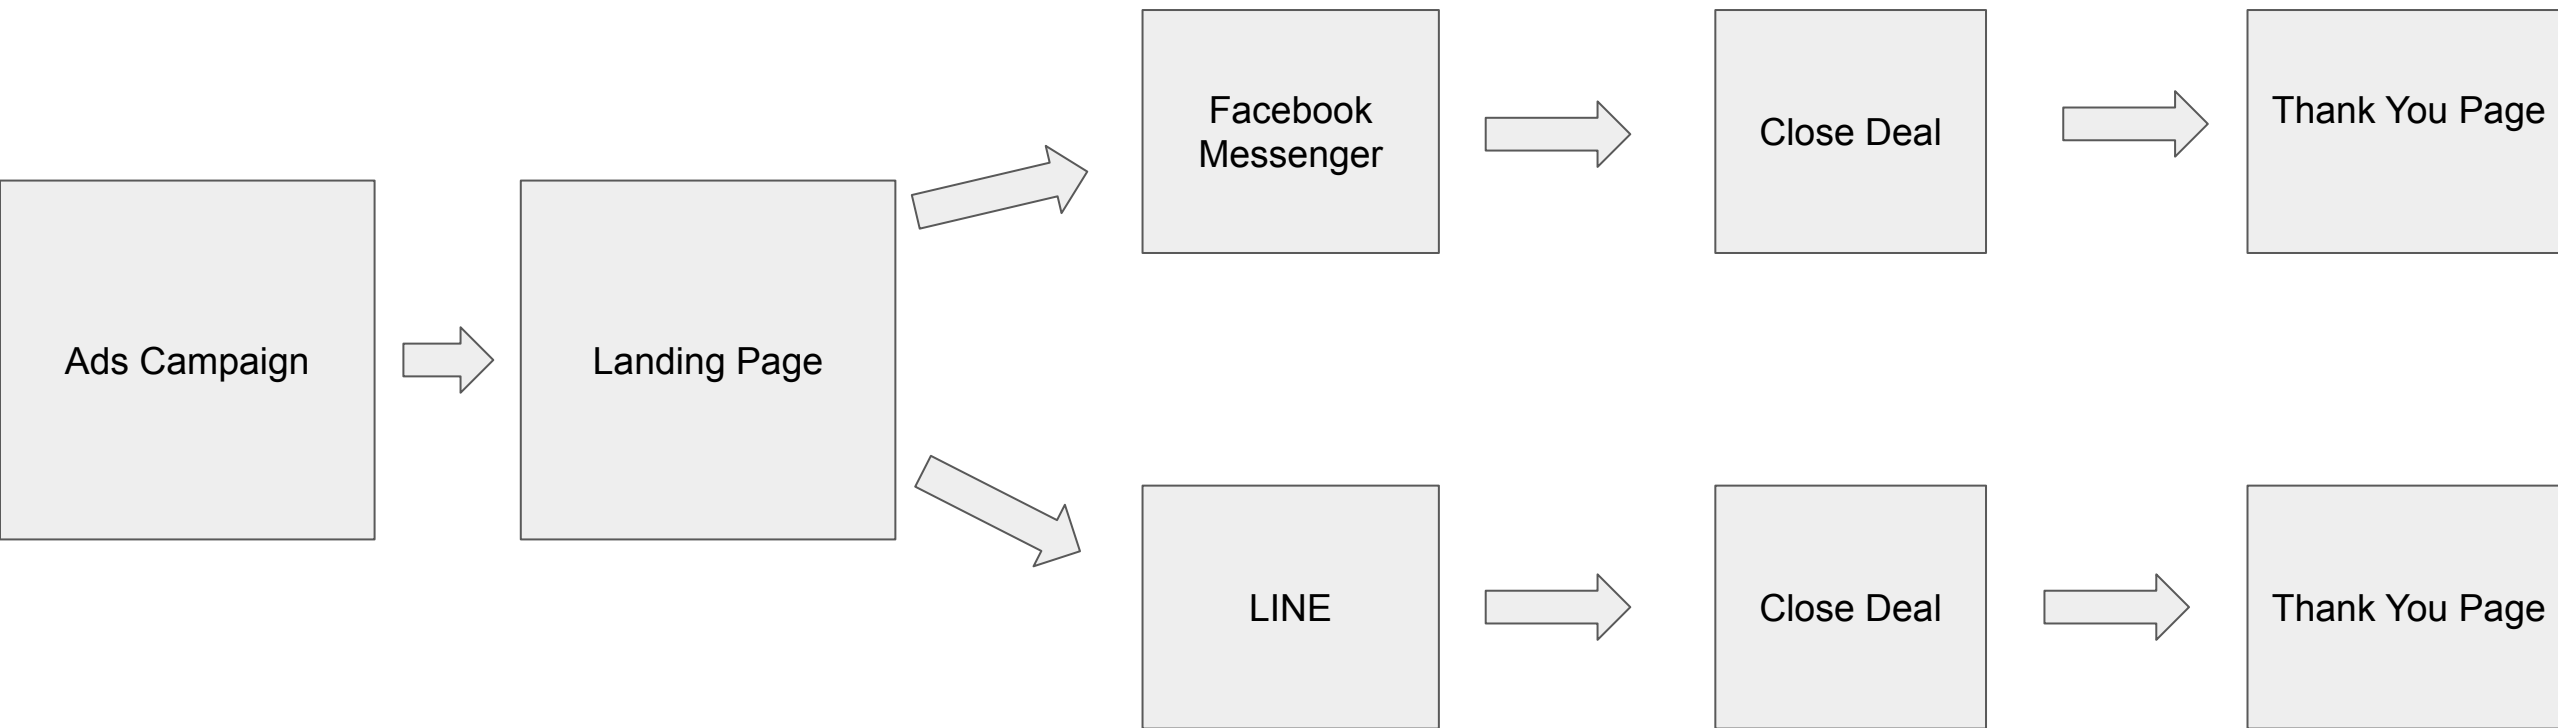 Ads Campaign
Landing Page
Facebook
Messenger
Close Deal
Thank You Page
LINE
Close Deal
Thank You Page